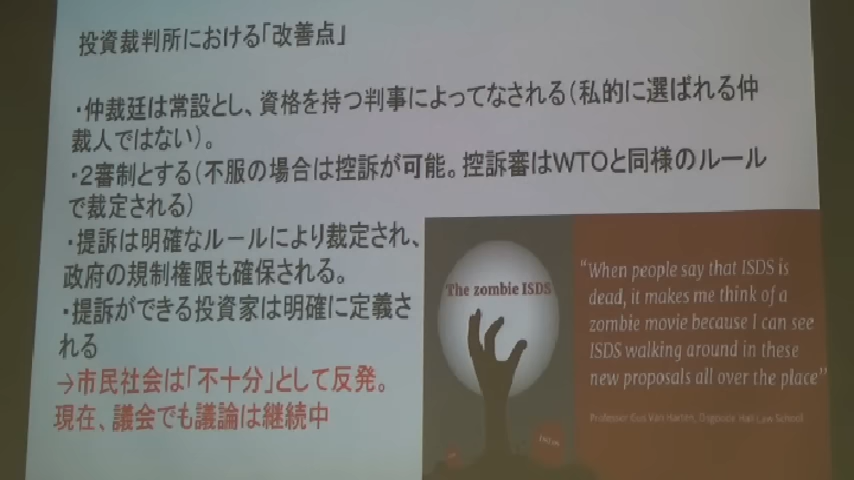 投資裁判所における「改善点」
・仲裁廷は常設とし、資格を持つ判事によってなされる(私的に選ばれる仲
裁人ではない)。
・2審制とする(不服の場合は控訴が可能。控訴審はWTOと同様のルール
で裁定される)
・提訴は明確なルールにより裁定され、
政府の規制権限も確保される。
・提訴ができる投資家は明確に定義さ
れる
→市民社会は「不十分」として反発。
現在、議会でも議論は継続中
The zombie ISDS
“When people say that ISDS is
dead, it makes me think of a
zombie movie because I can see
ISDS walking around in these
new proposals all over the place”
Professor Gus Van Harten, Osgoode Hall Law School